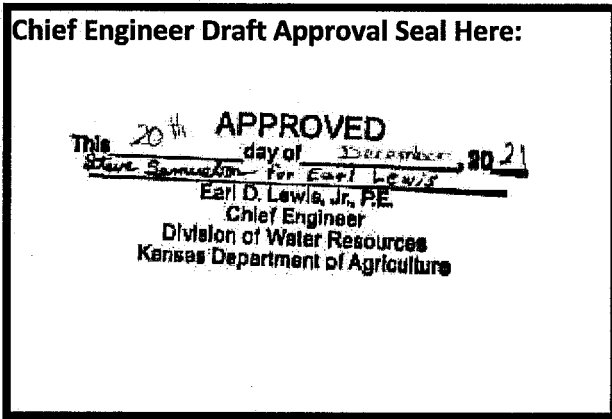 Chief Engineer Draft Approval Seal Here:
APPROVED
This 20th day of December, 20 21
Steve Samuelson for Earl Lewis
Earl D. Lewis, Jr., P.E.
Chief Engineer
Division of Water Resources
Kansas Department of Agriculture